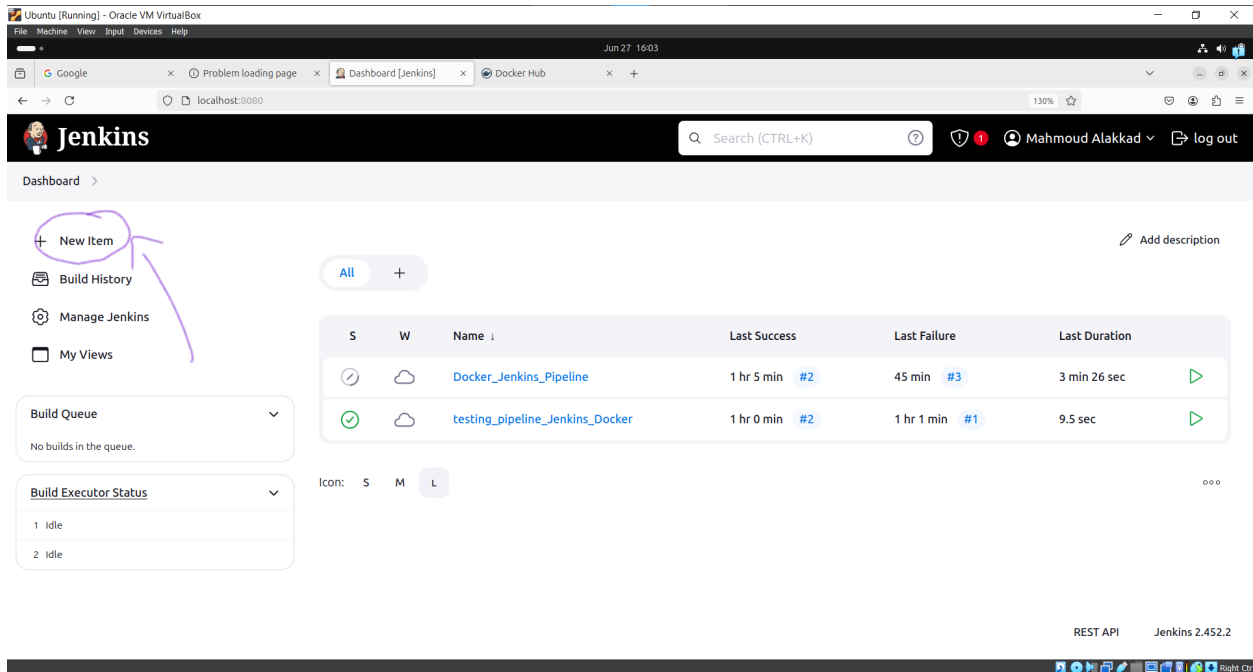 Ubuntu [Running] - Oracle VM VirtualBox
File Machine View Input Devices Help
Jun 27 16:03
Google
Problem loading page
Dashboard [Jenkins]
Docker Hub
localhost:8080
130%
Jenkins
Search (CTRL+K)
1
Mahmoud Alakkad
log out
Dashboard
New Item
Add description
Build History
Manage Jenkins
My Views
All
+
S W Name ↓ Last Success Last Failure Last Duration
Docker_Jenkins_Pipeline 1 hr 5 min #2 45 min #3 3 min 26 sec
testing_pipeline_Jenkins_Docker 1 hr 0 min #2 1 hr 1 min #1 9.5 sec
Build Queue
No builds in the queue.
Icon: S M L
Build Executor Status
1 Idle
2 Idle
REST API Jenkins 2.452.2
Right Ctr